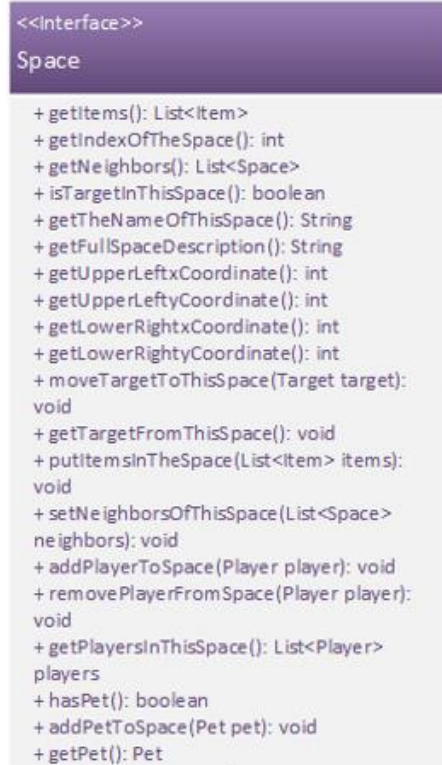 <<Interface>>
Space
+ getItems(): List<Item>
+ getIndexOfTheSpace(): int
+ getNeighbors(): List<Space>
+ isTargetInThisSpace(): boolean
+ getTheNameOfThisSpace(): String
+ getFullSpaceDescription(): String
+ getUpperLeftxCoordinate(): int
+ getUpperLeftyCoordinate(): int
+ getLowerRightxCoordinate(): int
+ getLowerRightyCoordinate(): int
+ moveTargetToThisSpace(Target target):
void
+ getTargetFromThisSpace(): void
+ putItemsInTheSpace(List<Item> items):
void
+ setNeighborsOfThisSpace(List<Space>
neighbors): void
+ addPlayerToSpace(Player player): void
+ removePlayerFromSpace(Player player):
void
+ getPlayersInThisSpace(): List<Player>
players
+ hasPet(): boolean
+ addPetToSpace(Pet pet): void
+ getPet(): Pet